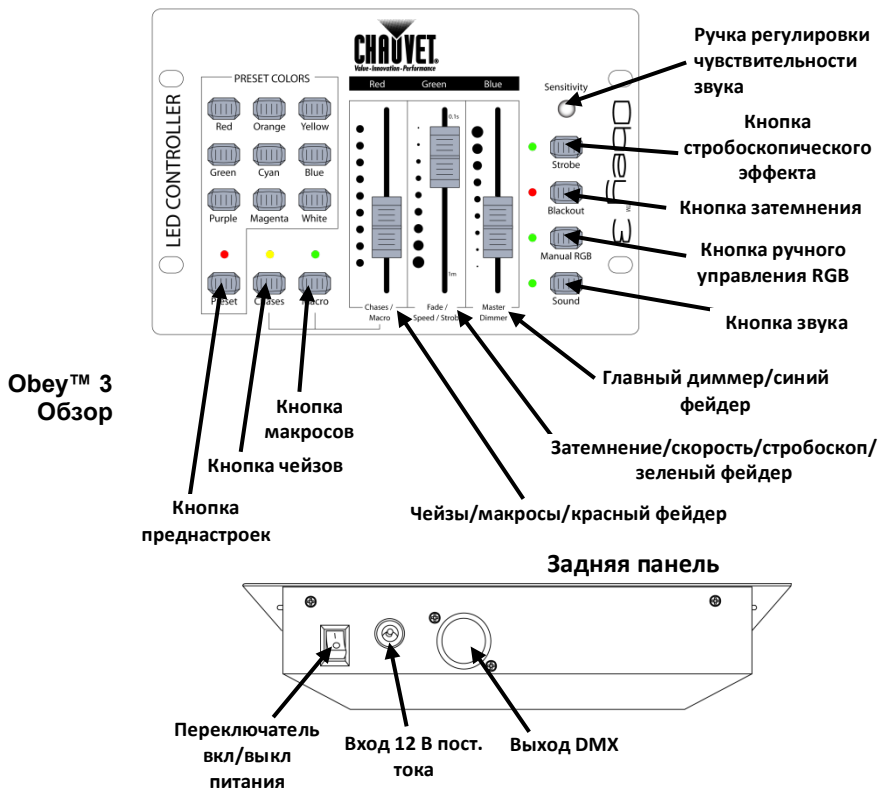 CHAUVET®
Value-Innovation-Performance
PRESET COLORS
Red Orange Yellow
Green Cyan Blue
Purple Magenta White
Preset Chases Macro
LED CONTROLLER
Red Green Blue
0.1s
1m
Chases / Macro
Fade / Speed / Strobe
Master Dimmer
Sensitivity
Strobe
Blackout
Manual RGB
Sound
Ручка регулировки
чувствительности
звука
Кнопка
стробоскопического
эффекта
Кнопка затемнения
Кнопка ручного
управления RGB
Кнопка звука
Главный диммер/синий
фейдер
Затемнение/скорость/стробоскоп/
зеленый фейдер
Чейзы/макросы/красный фейдер
Obey™ 3
Обзор
Кнопка
макросов
Кнопка чейзов
Кнопка
преднастроек
Задняя панель
Переключатель
вкл/выкл
питания
Вход 12 В пост.
тока
Выход DMX